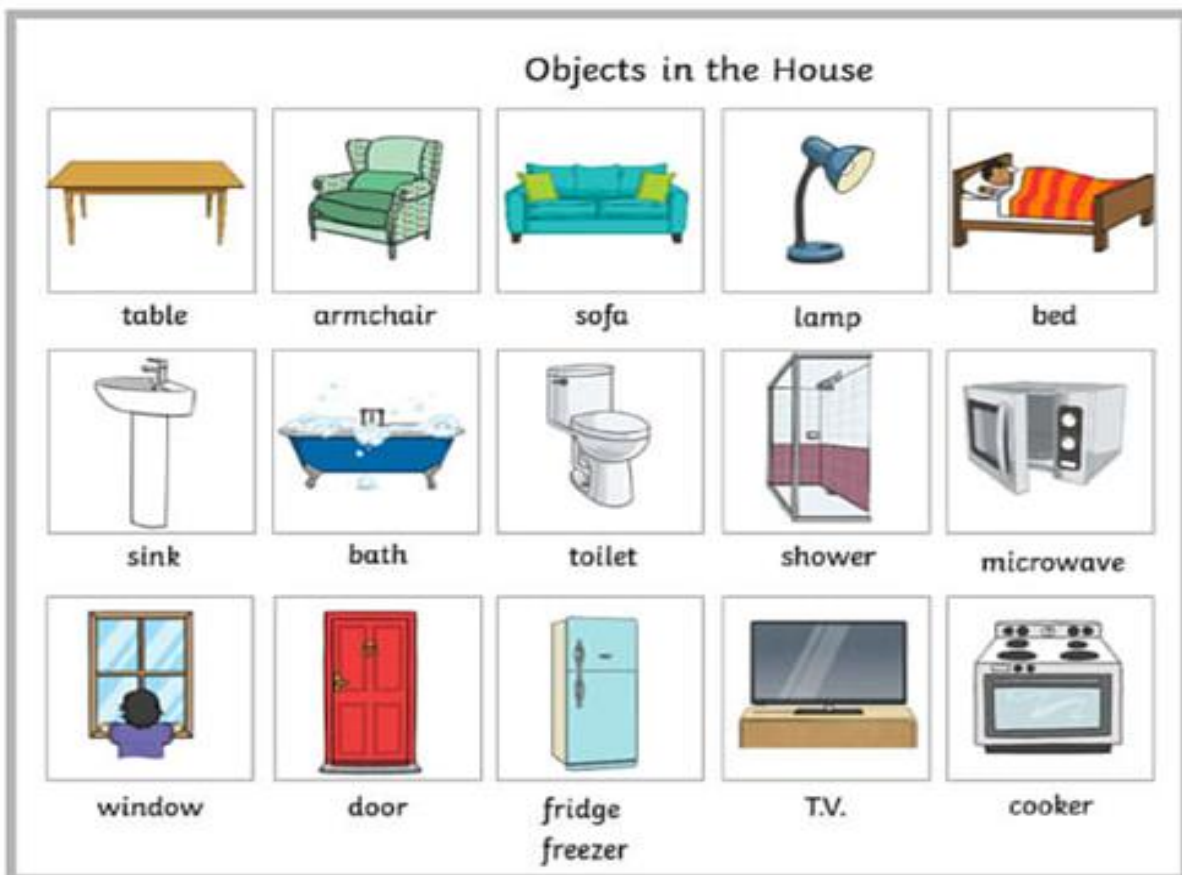 Objects in the House
table armchair sofa lamp bed
sink bath toilet shower microwave
window door fridge T.V. cooker
freezer